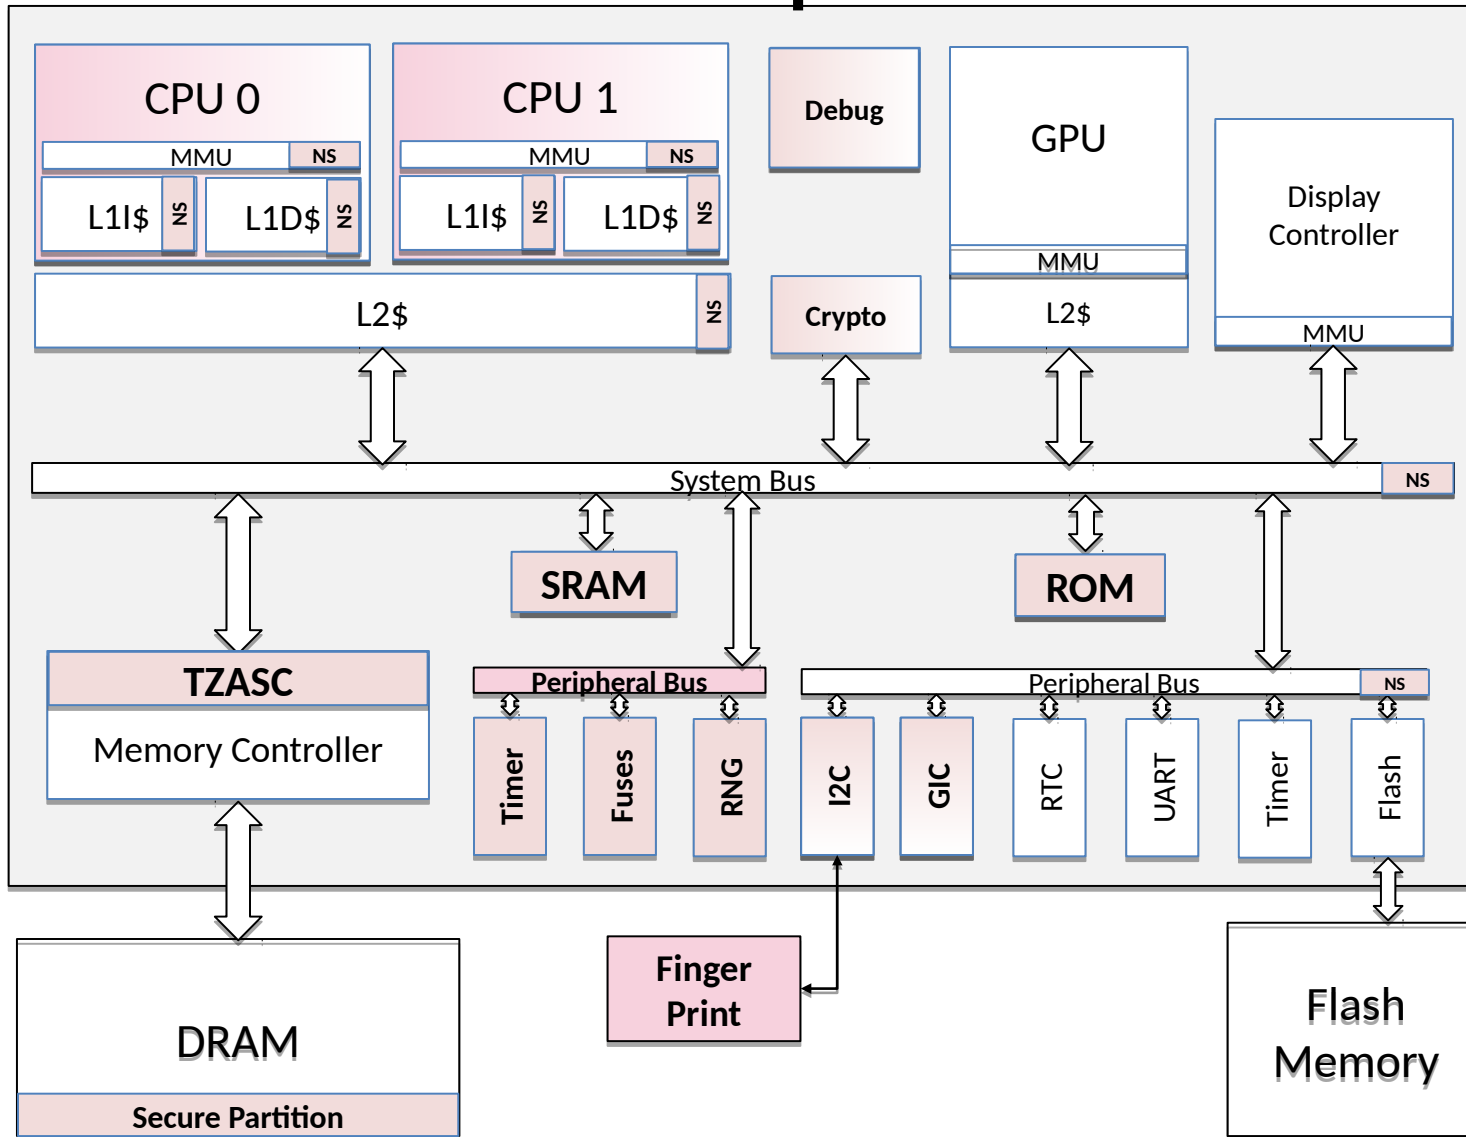 CPU 0
MMU
NS
L1I$
NS
L1D$
NS
CPU 1
MMU
NS
L1I$
NS
L1D$
NS
L2$
NS
Debug
Crypto
GPU
MMU
L2$
Display
Controller
MMU
System Bus
NS
SRAM
ROM
TZASC
Memory Controller
Peripheral Bus
Timer
Fuses
RNG
Peripheral Bus
NS
I2C
GIC
RTC
UART
Timer
Flash
DRAM
Secure Partition
Finger
Print
Flash
Memory